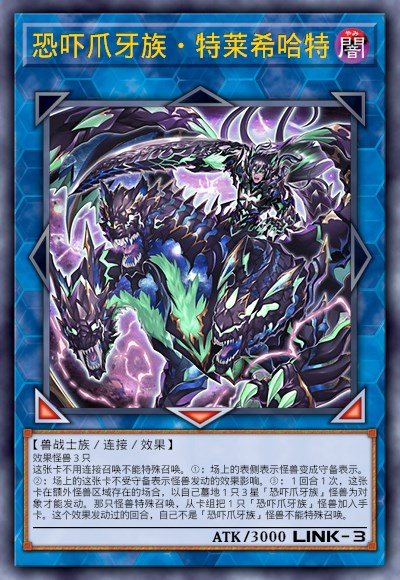 恐吓爪牙族・特莱希哈特
やみ
闇
【兽战士族/连接/效果】
效果怪兽3只
这张卡不用连接召唤不能特殊召唤。①:场上的表侧表示怪兽变成守备表示。
②:场上的这张卡不受守备表示怪兽发动的效果影响。③:1回合1次,这张
卡在额外怪兽区域存在的场合,以自己墓地1只3星「恐吓爪牙族」怪兽为对
象才能发动。那只怪兽特殊召唤,从卡组把1只「恐吓爪牙族」怪兽加入手
卡。这个效果发动过的回合,自己不是「恐吓爪牙族」怪兽不能特殊召唤。
ATK/3000 LINK-3